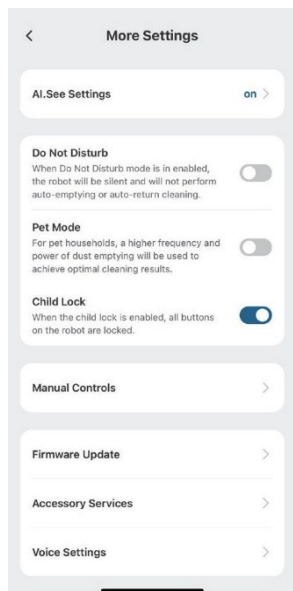 More Settings
AI.See Settings
on
Do Not Disturb
When Do Not Disturb mode is in enabled,
the robot will be silent and will not perform
auto-emptying or auto-return cleaning.
Pet Mode
For pet households, a higher frequency and
power of dust emptying will be used to
achieve optimal cleaning results.
Child Lock
When the child lock is enabled, all buttons
on the robot are locked.
Manual Controls
Firmware Update
Accessory Services
Voice Settings